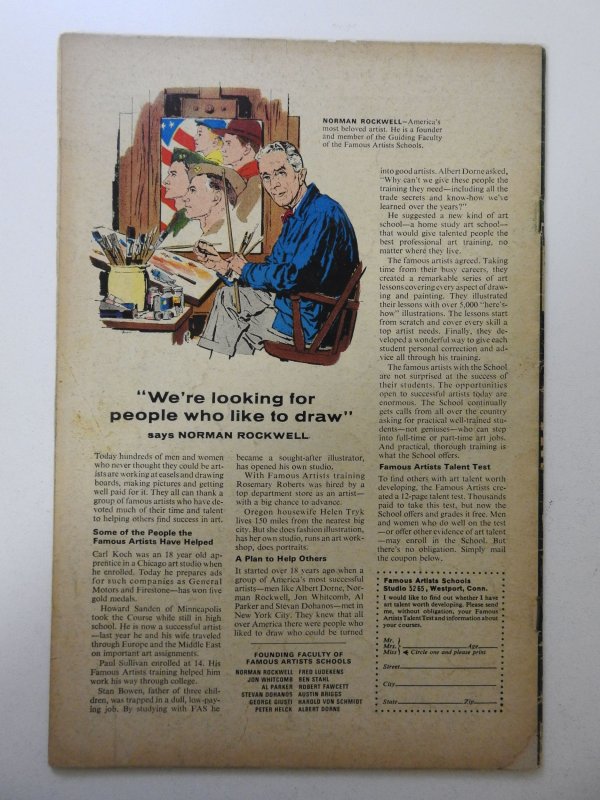 NORMAN ROCKWELL—America's
most beloved artist. He is a founder
and member of the Guiding Faculty
of the Famous Artists Schools.
"We're looking for
people who like to draw"
says NORMAN ROCKWELL
Today hundreds of men and women
who never thought they could be art-
ists are working at easels and drawing
boards, making pictures and getting
well paid for it. They all can thank a
group of famous artists who have de-
voted much of their time and talent
to helping others find success in art.
Some of the People the
Famous Artists Have Helped
Carl Koch was an 18 year old ap-
prentice in a Chicago art studio when
he enrolled. Today he prepares ads
for such companies as General
Motors and Firestone—has won five
gold medals.
Howard Sanden of Minneapolis
took the Course while still in high
school. He is now a successful artist
—last year he and his wife traveled
through Europe and the Middle East
on important art assignments.
Paul Sullivan enrolled at 14. His
Famous Artists training helped him
work his way through college.
Stan Bowen, father of three chil-
dren, was trapped in a dull, low-pay-
ing job. By studying with FAS he
became a sought-after illustrator,
has opened his own studio.
With Famous Artists training
Rosemary Roberts was hired by a
top department store as an artist—
with a big chance to advance.
Oregon housewife Helen Tryk
lives 150 miles from the nearest big
city. But she does fashion illustration,
has her own studio, runs an art work-
shop, does portraits.
A Plan to Help Others
It started over 18 years ago when a
group of America's most successful
artists—men like Albert Dorne, Nor-
man Rockwell, Jon Whitcomb, Al
Parker and Stevan Dohanos—met in
New York City. They knew that all
over America there were people who
liked to draw who could be turned
FOUNDING FACULTY OF
FAMOUS ARTISTS SCHOOLS
NORMAN ROCKWELL FRED LUDEKENS
JON WHITCOMB BEN STAHL
AL PARKER ROBERT FAWCETT
STEVAN DOHANOS AUSTIN BRIGGS
GEORGE GIUSTI HAROLD VON SCHMIDT
PETER HELCK ALBERT DORNE
into good artists. Albert Dorne asked,
"Why can't we give these people the
training they need—including all the
trade secrets and know-how we've
learned over the years?"
He suggested a new kind of art
school—a home study art school—
that would give talented people the
best professional art training, no
matter where they live.
The famous artists agreed. Taking
time from their busy careers, they
created a remarkable series of art
lessons covering every aspect of draw-
ing and painting. They illustrated
their lessons with over 5,000 "here's-
how" illustrations. The lessons start
from scratch and cover every skill a
top artist needs. Finally, they de-
veloped a wonderful way to give each
student personal correction and ad-
vice all through his training.
The famous artists with the School
are not surprised at the success of
their students. The opportunities
open to successful artists today are
enormous. The School continually
gets calls from all over the country
asking for practical well-trained stu-
dents—not geniuses—who can step
into full-time or part-time art jobs.
And practical, thorough training is
what the School offers.
Famous Artists Talent Test
To find others with art talent worth
developing, the Famous Artists cre-
ated a 12-page talent test. Thousands
paid to take this test, but now the
School offers and grades it free. Men
and women who do well on the test
—or offer other evidence of art talent
—may enroll in the School. But
there's no obligation. Simply mail
the coupon below.
Famous Artists Schools
Studio 3285, Westport, Conn.
I would like to find out whether I have
art talent worth developing. Please send
me, without obligation, your Famous
Artists Talent Test and information about
your courses.
Mr.
Mrs. Age
Miss Circle one and please print
Street
City
State Zip